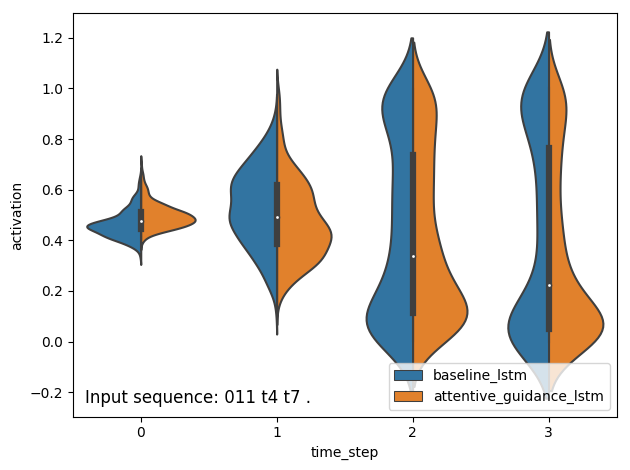 1.2
1.0
0.8
0.6
0.4
0.2
0.0
−0.2
activation
Input sequence: 011 t4 t7 .
baseline_lstm
attentive_guidance_lstm
0 1 2 3
time_step